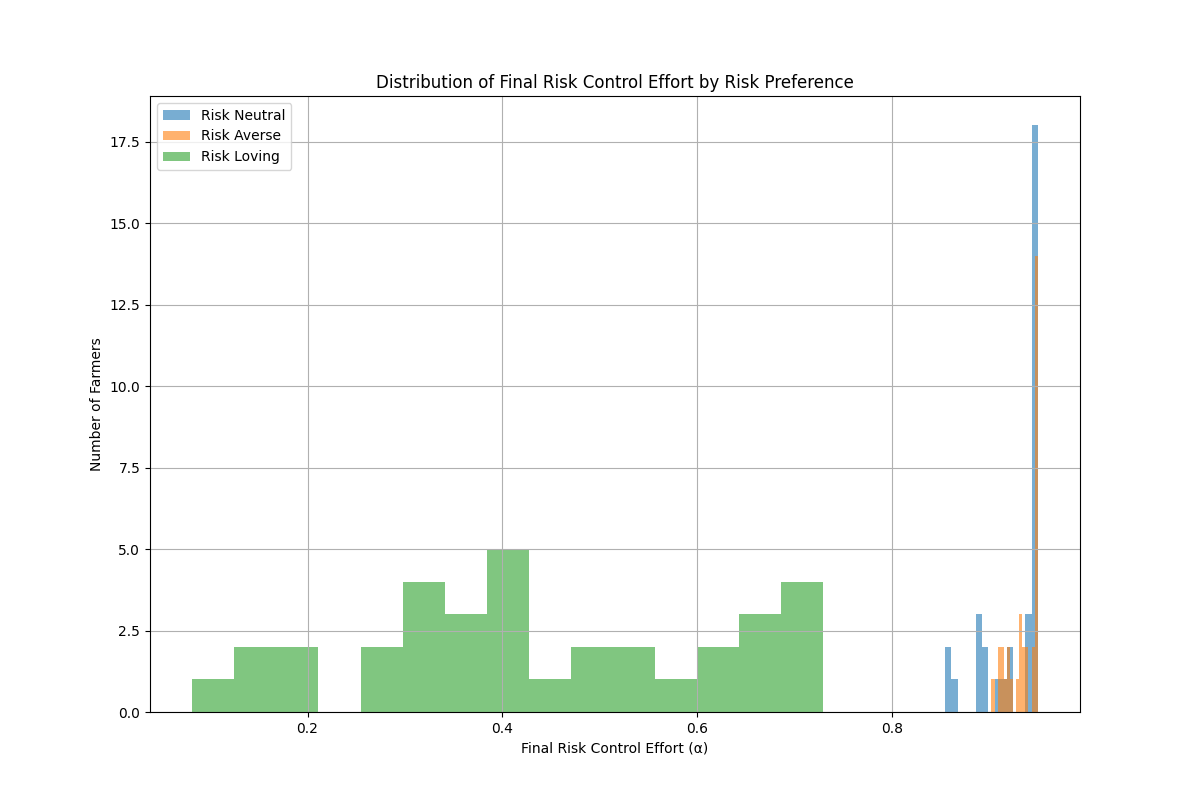 Distribution of Final Risk Control Effort by Risk Preference
Risk Neutral
Risk Averse
Risk Loving
Number of Farmers
17.5
15.0
12.5
10.0
7.5
5.0
2.5
0.0
0.2
0.4
0.6
0.8
Final Risk Control Effort (α)